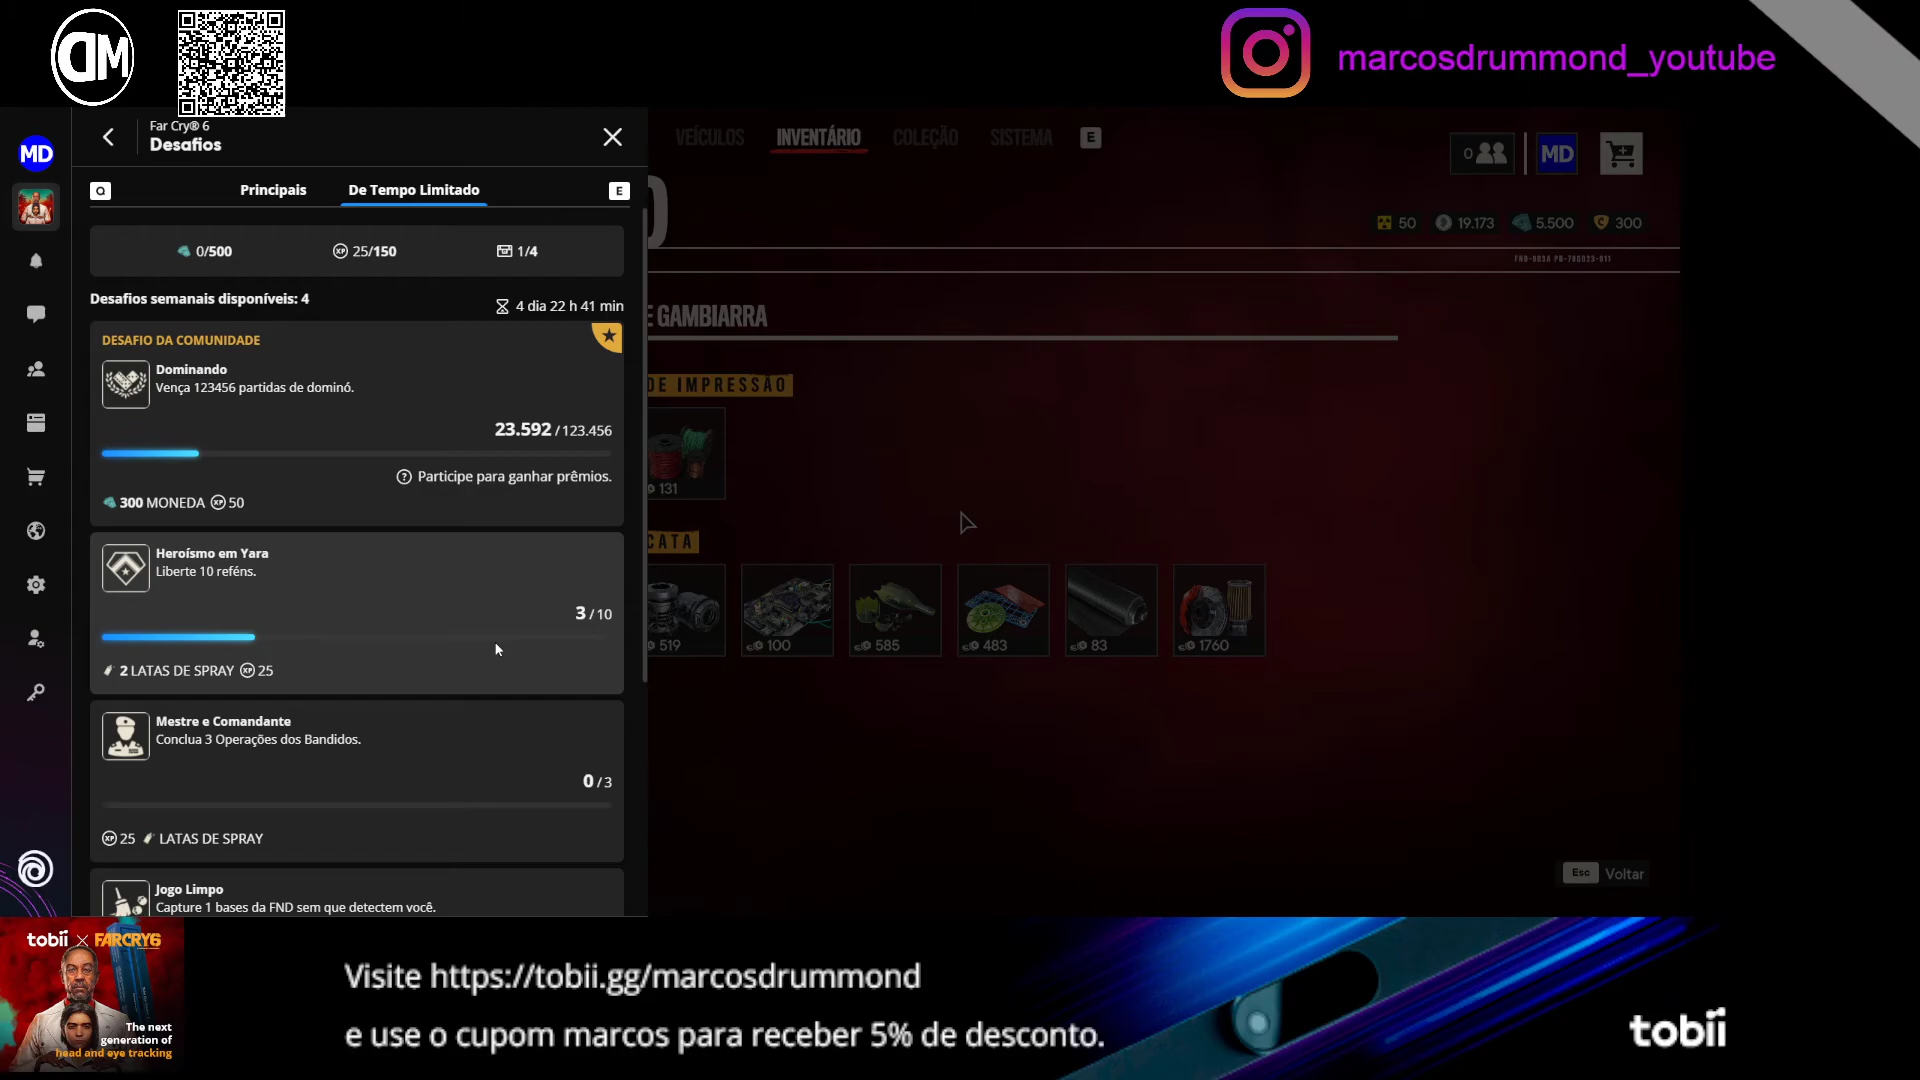 DM
marcosdrummond_youtube
MD
Far Cry® 6
Desafios
Q
Principais
De Tempo Limitado
E
0/500
XP 25/150
1/4
Desafios semanais disponíveis: 4
4 dia 22 h 41 min
DESAFIO DA COMUNIDADE
Dominando
Vença 123456 partidas de dominó.
23.592 / 123.456
? Participe para ganhar prêmios.
300 MONEDA XP 50
Heroísmo em Yara
Liberte 10 reféns.
3 / 10
2 LATAS DE SPRAY XP 25
Mestre e Comandante
Conclua 3 Operações dos Bandidos.
0 / 3
XP 25 LATAS DE SPRAY
Jogo Limpo
Capture 1 bases da FND sem que detectem você.
VEÍCULOS
INVENTÁRIO
COLEÇÃO
SISTEMA
E
0
MD
50
19.173
5.500
300
E GAMBIARRA
DE IMPRESSÃO
131
CATA
519
100
585
483
83
1760
Esc Voltar
tobii × FARCRY6
The next
generation of
head and eye tracking
Visite https://tobii.gg/marcosdrummond
e use o cupom marcos para receber 5% de desconto.
tobii